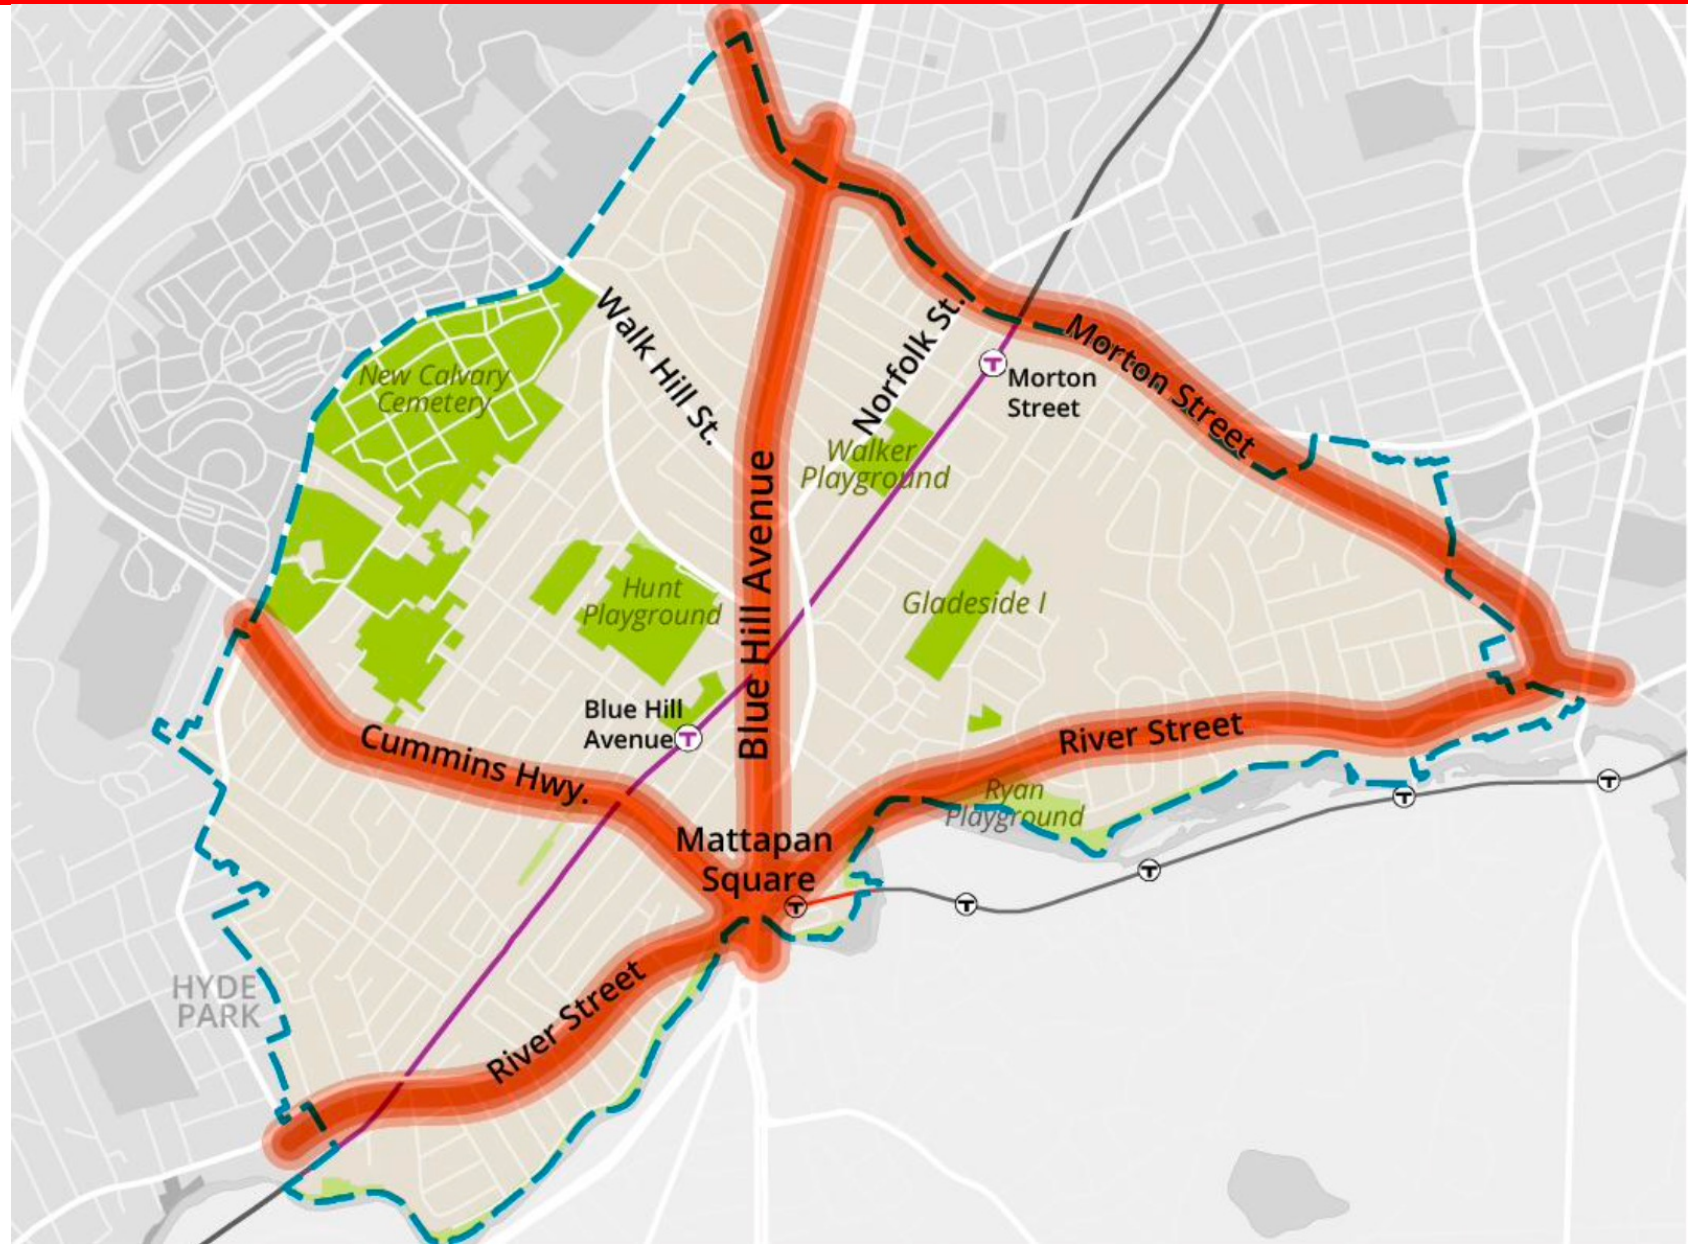 Walk Hill St.
Norfolk St.
Morton Street
Morton
Street
New Calvary
Cemetery
Walker
Playground
Blue Hill Avenue
Hunt
Playground
Gladeside I
Blue Hill
Avenue
T
T
Cummins Hwy.
River Street
Ryan
Playground
Mattapan
Square
T
T
T
T
T
HYDE
PARK
River Street